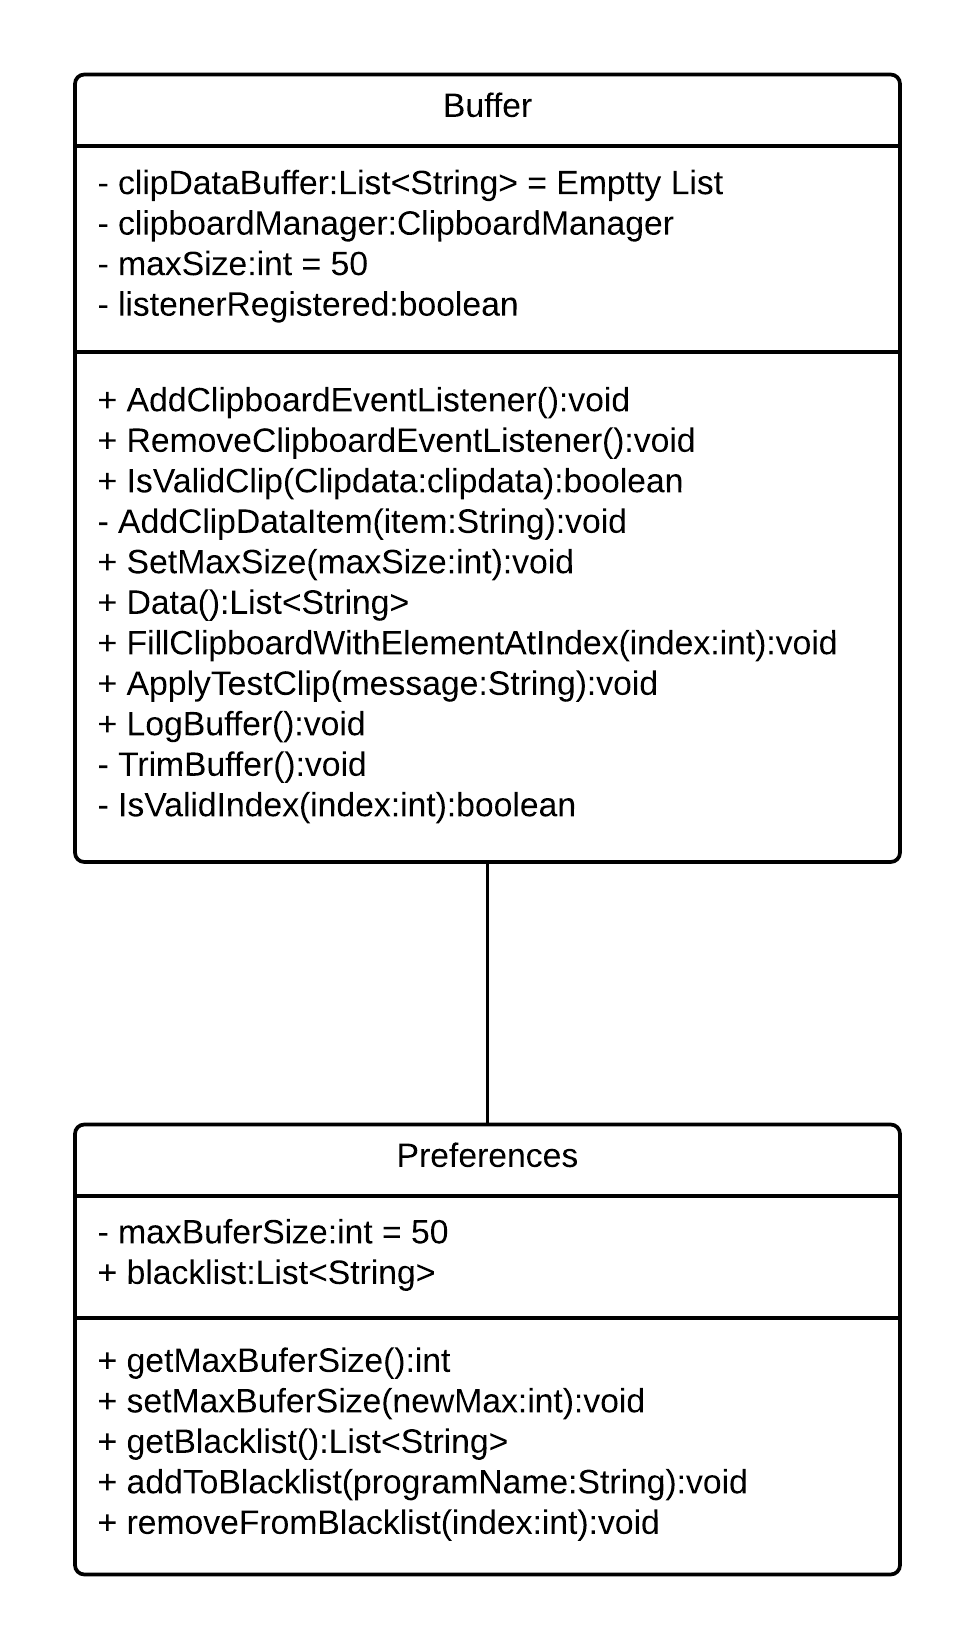 Buffer
- clipDataBuffer:List<String> = Emptty List
- clipboardManager:ClipboardManager
- maxSize:int = 50
- listenerRegistered:boolean
+ AddClipboardEventListener():void
+ RemoveClipboardEventListener():void
+ IsValidClip(Clipdata:clipdata):boolean
- AddClipDataItem(item:String):void
+ SetMaxSize(maxSize:int):void
+ Data():List<String>
+ FillClipboardWithElementAtIndex(index:int):void
+ ApplyTestClip(message:String):void
+ LogBuffer():void
- TrimBuffer():void
- IsValidIndex(index:int):boolean
Preferences
- maxBuferSize:int = 50
+ blacklist:List<String>
+ getMaxBuferSize():int
+ setMaxBuferSize(newMax:int):void
+ getBlacklist():List<String>
+ addToBlacklist(programName:String):void
+ removeFromBlacklist(index:int):void